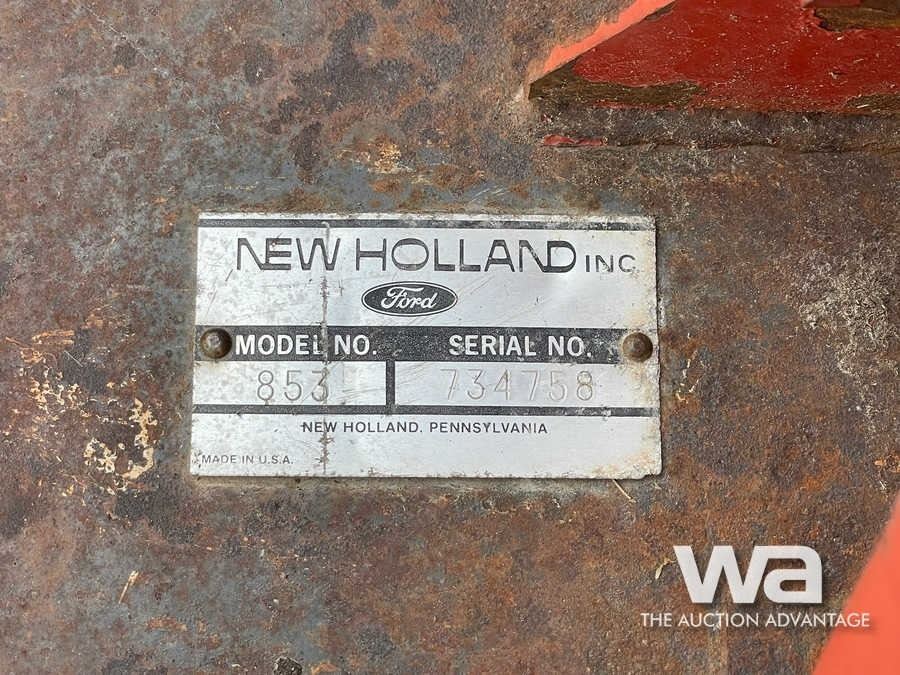 NEW HOLLAND INC
Ford
MODEL NO. SERIAL NO.
853 734758
NEW HOLLAND, PENNSYLVANIA
MADE IN U.S.A.
wa
THE AUCTION ADVANTAGE